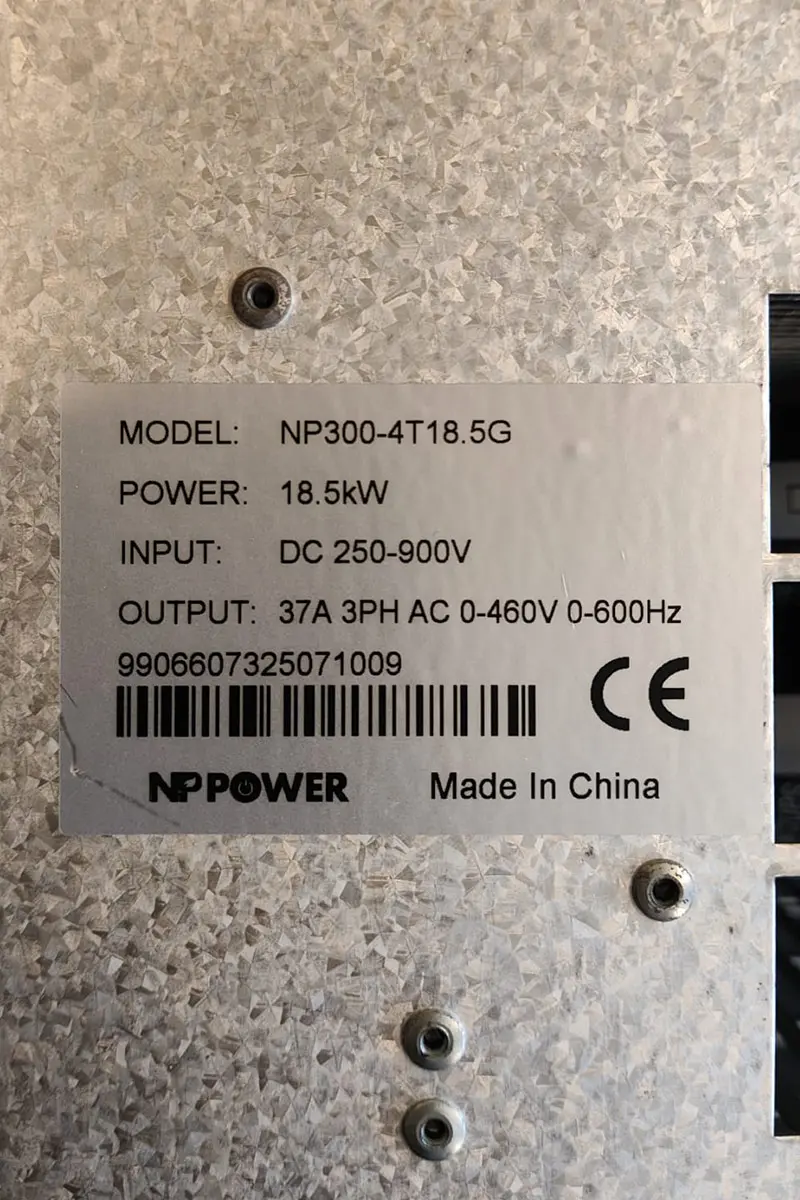 MODEL: NP300-4T18.5G
POWER: 18.5kW
INPUT: DC 250-900V
OUTPUT: 37A 3PH AC 0-460V 0-600Hz
9906607325071009
CE
NPPOWER Made In China